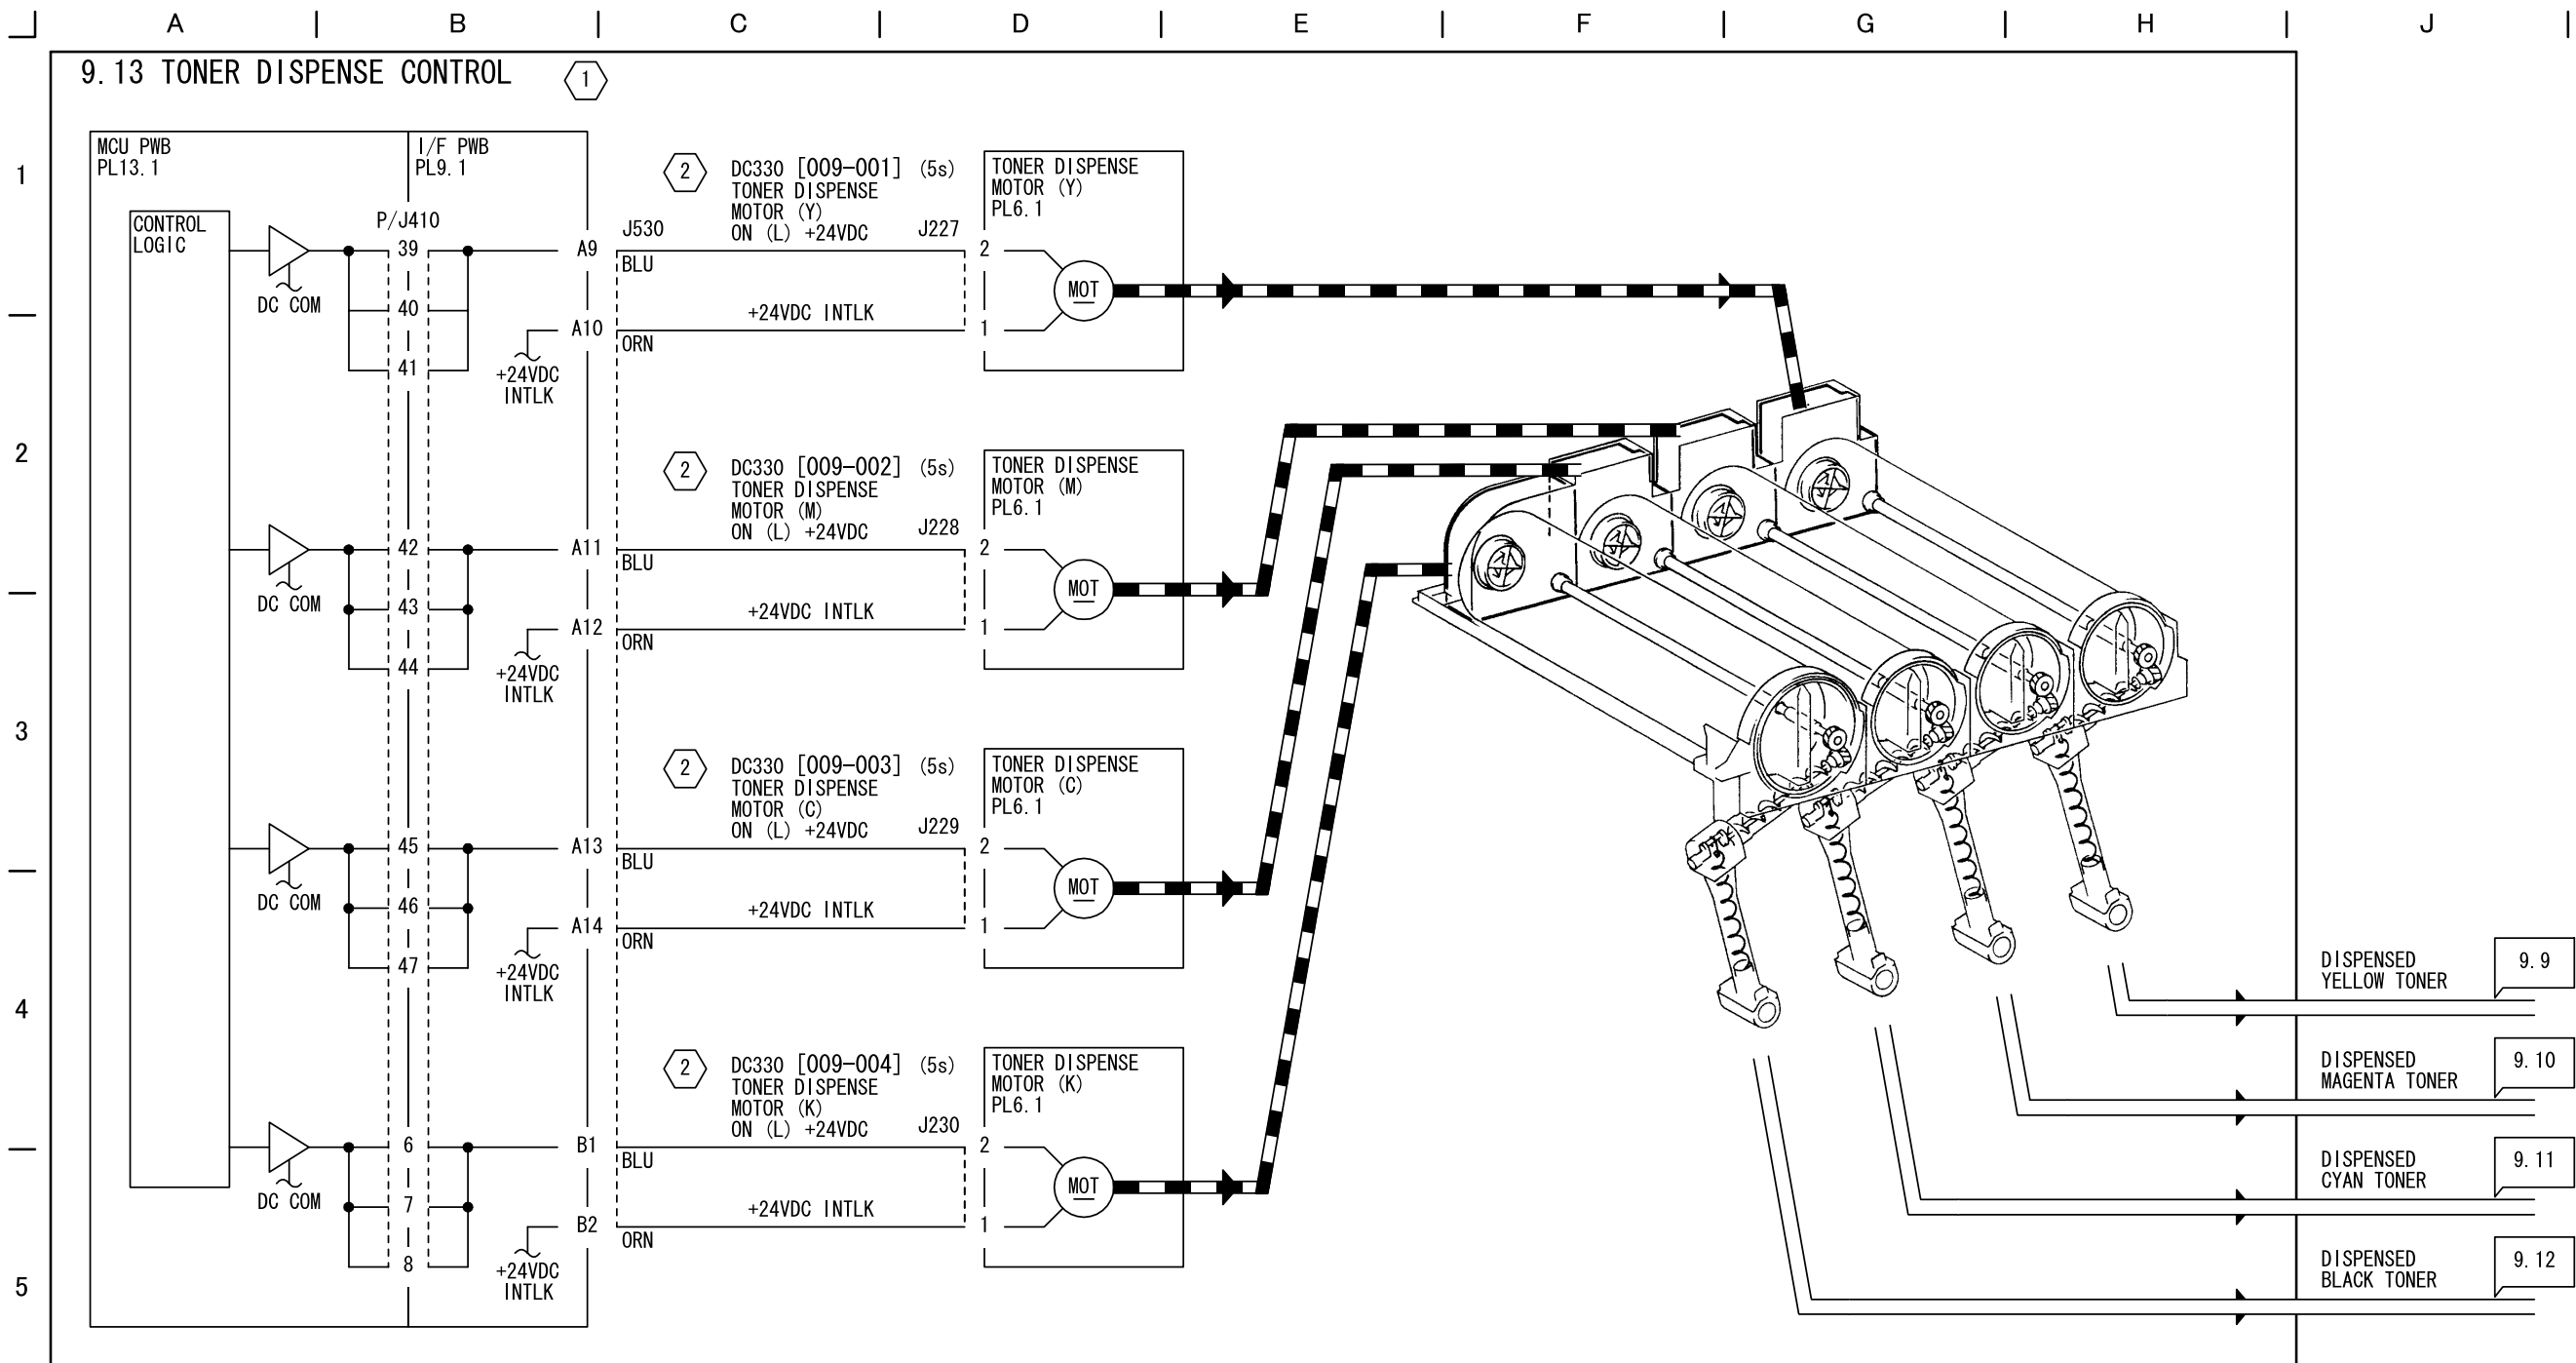 A B C D E F G H J
9.13 TONER DISPENSE CONTROL 1
1
MCU PWB
PL13.1
I/F PWB
PL9.1
CONTROL
LOGIC
P/J410
39
40
41
DC COM
A9
A10
+24VDC
INTLK
J530
BLU
ORN
2
DC330 [009-001] (5s)
TONER DISPENSE
MOTOR (Y)
ON (L) +24VDC
J227
+24VDC INTLK
2
1
TONER DISPENSE
MOTOR (Y)
PL6.1
MOT
2
42
43
44
DC COM
A11
A12
+24VDC
INTLK
BLU
ORN
2
DC330 [009-002] (5s)
TONER DISPENSE
MOTOR (M)
ON (L) +24VDC
J228
+24VDC INTLK
2
1
TONER DISPENSE
MOTOR (M)
PL6.1
MOT
3
45
46
47
DC COM
A13
A14
+24VDC
INTLK
BLU
ORN
2
DC330 [009-003] (5s)
TONER DISPENSE
MOTOR (C)
ON (L) +24VDC
J229
+24VDC INTLK
2
1
TONER DISPENSE
MOTOR (C)
PL6.1
MOT
4
6
7
8
DC COM
B1
B2
+24VDC
INTLK
BLU
ORN
2
DC330 [009-004] (5s)
TONER DISPENSE
MOTOR (K)
ON (L) +24VDC
J230
+24VDC INTLK
2
1
TONER DISPENSE
MOTOR (K)
PL6.1
MOT
5
DISPENSED
YELLOW TONER
9.9
DISPENSED
MAGENTA TONER
9.10
DISPENSED
CYAN TONER
9.11
DISPENSED
BLACK TONER
9.12